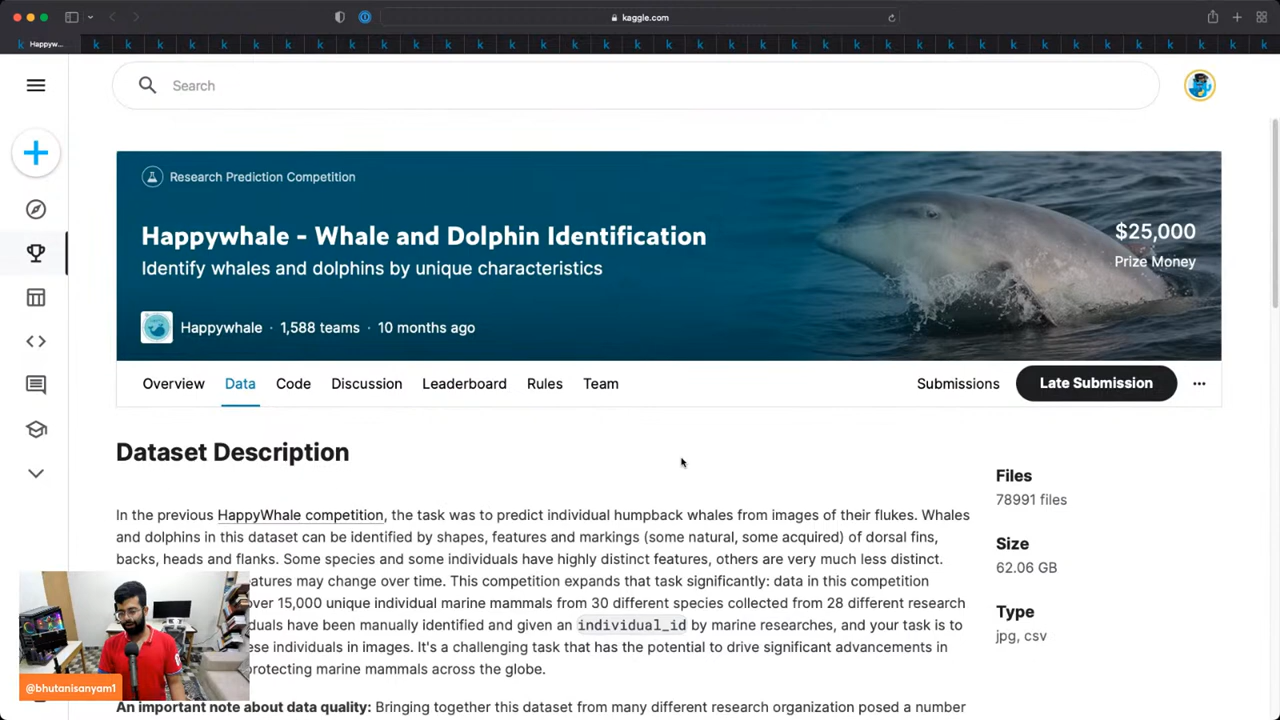 kaggle.com
Happyw...
Search
Research Prediction Competition
Happywhale - Whale and Dolphin Identification
Identify whales and dolphins by unique characteristics
$25,000
Prize Money
Happywhale · 1,588 teams · 10 months ago
Overview Data Code Discussion Leaderboard Rules Team Submissions Late Submission
Dataset Description
In the previous HappyWhale competition, the task was to predict individual humpback whales from images of their flukes. Whales
and dolphins in this dataset can be identified by shapes, features and markings (some natural, some acquired) of dorsal fins,
backs, heads and flanks. Some species and some individuals have highly distinct features, others are very much less distinct.
eatures may change over time. This competition expands that task significantly: data in this competition
over 15,000 unique individual marine mammals from 30 different species collected from 28 different research
duals have been manually identified and given an individual_id by marine researches, and your task is to
ese individuals in images. It's a challenging task that has the potential to drive significant advancements in
protecting marine mammals across the globe.
An important note about data quality: Bringing together this dataset from many different research organization posed a number
Files
78991 files
Size
62.06 GB
Type
jpg, csv
@bhutanisanyam1